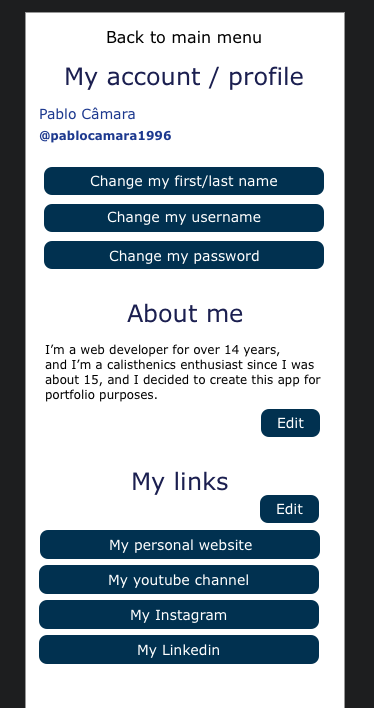 Back to main menu
My account / profile
Pablo Câmara
@pablocamara1996
Change my first/last name
Change my username
Change my password
About me
I'm a web developer for over 14 years,
and I'm a calisthenics enthusiast since I was
about 15, and I decided to create this app for
portfolio purposes.
Edit
My links
Edit
My personal website
My youtube channel
My Instagram
My Linkedin